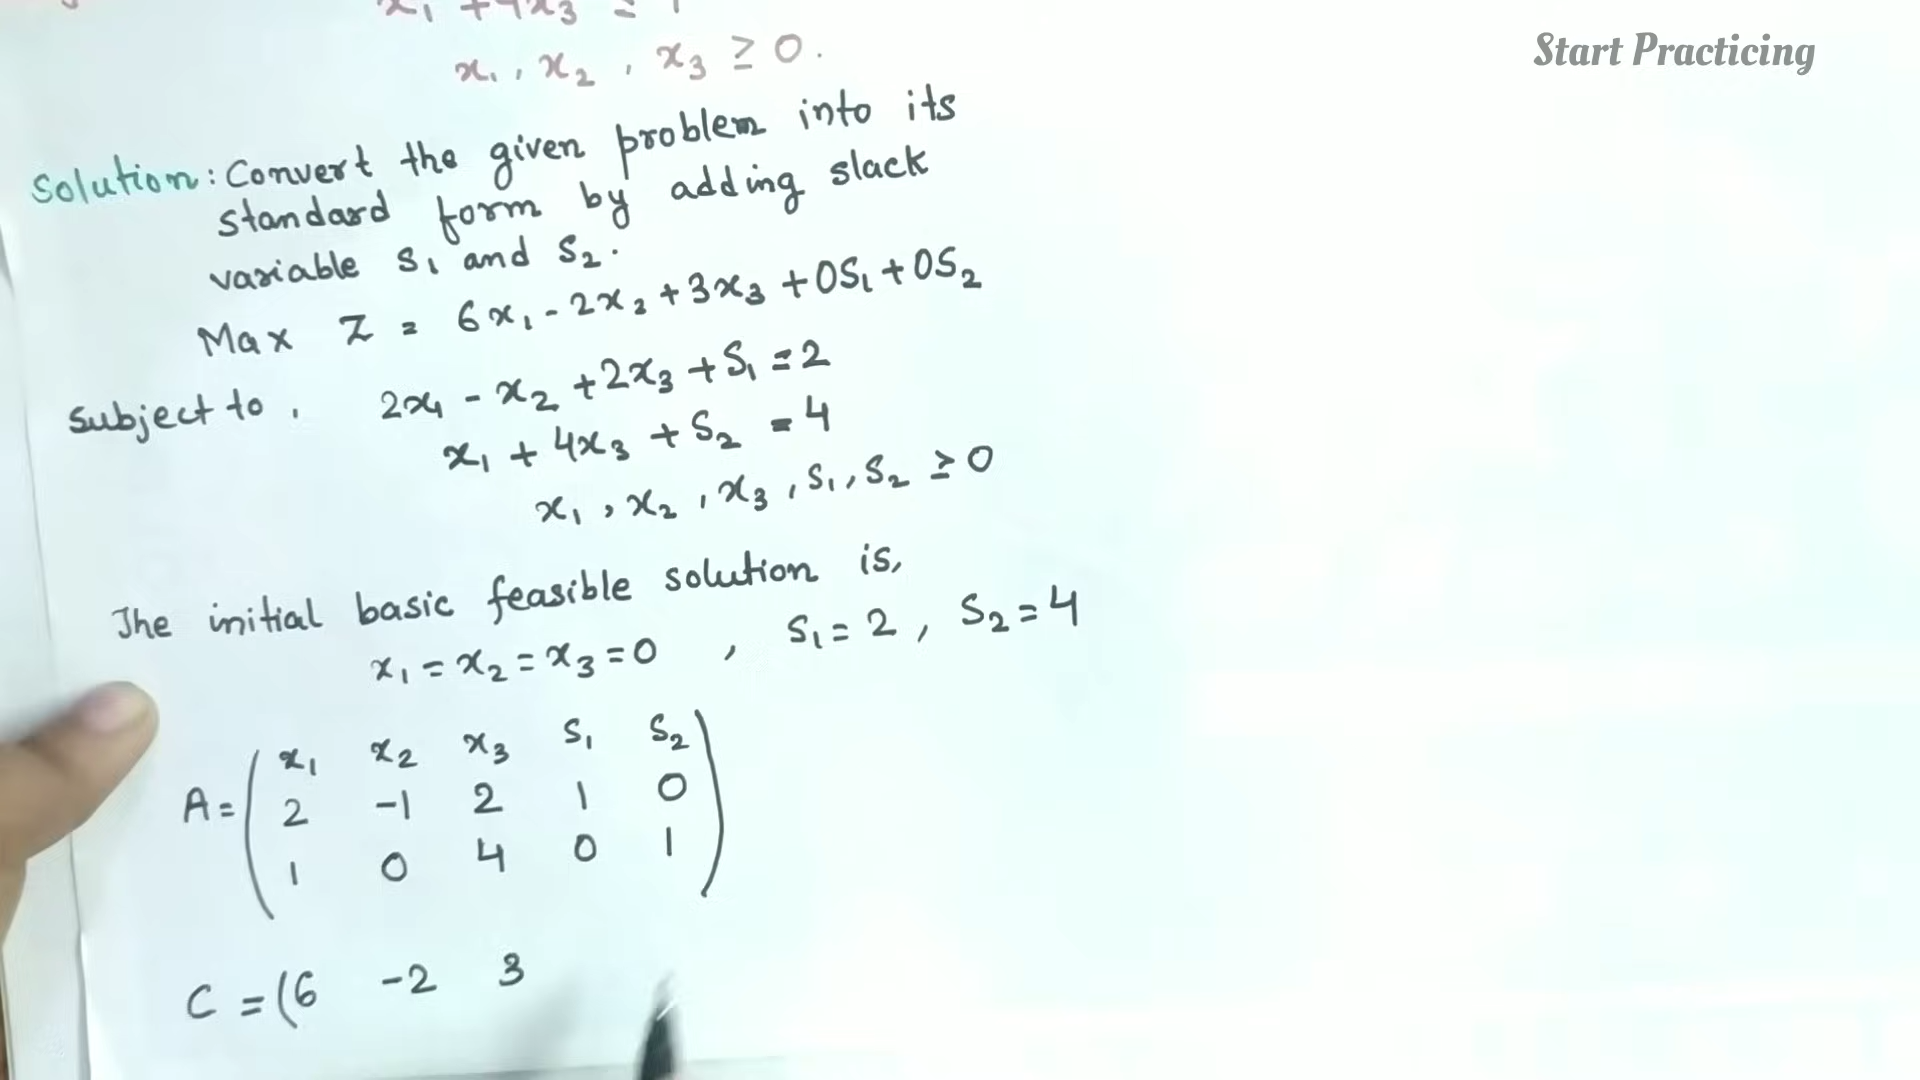 Start Practicing
x₁ + 4x₃ =
x₁, x₂, x₃ ≥ 0.
Solution: Convert the given problem into its
standard form by adding slack
variable S₁ and S₂.
Max Z = 6x₁ - 2x₂ + 3x₃ + 0S₁ + 0S₂
Subject to, 2x₁ - x₂ + 2x₃ + S₁ = 2
x₁ + 4x₃ + S₂ = 4
x₁, x₂, x₃, S₁, S₂ ≥ 0
The initial basic feasible solution is,
x₁ = x₂ = x₃ = 0 , S₁ = 2, S₂ = 4
x₁ x₂ x₃ S₁ S₂
A = ( 2 -1 2 1 0 )
1 0 4 0 1
C = (6 -2 3